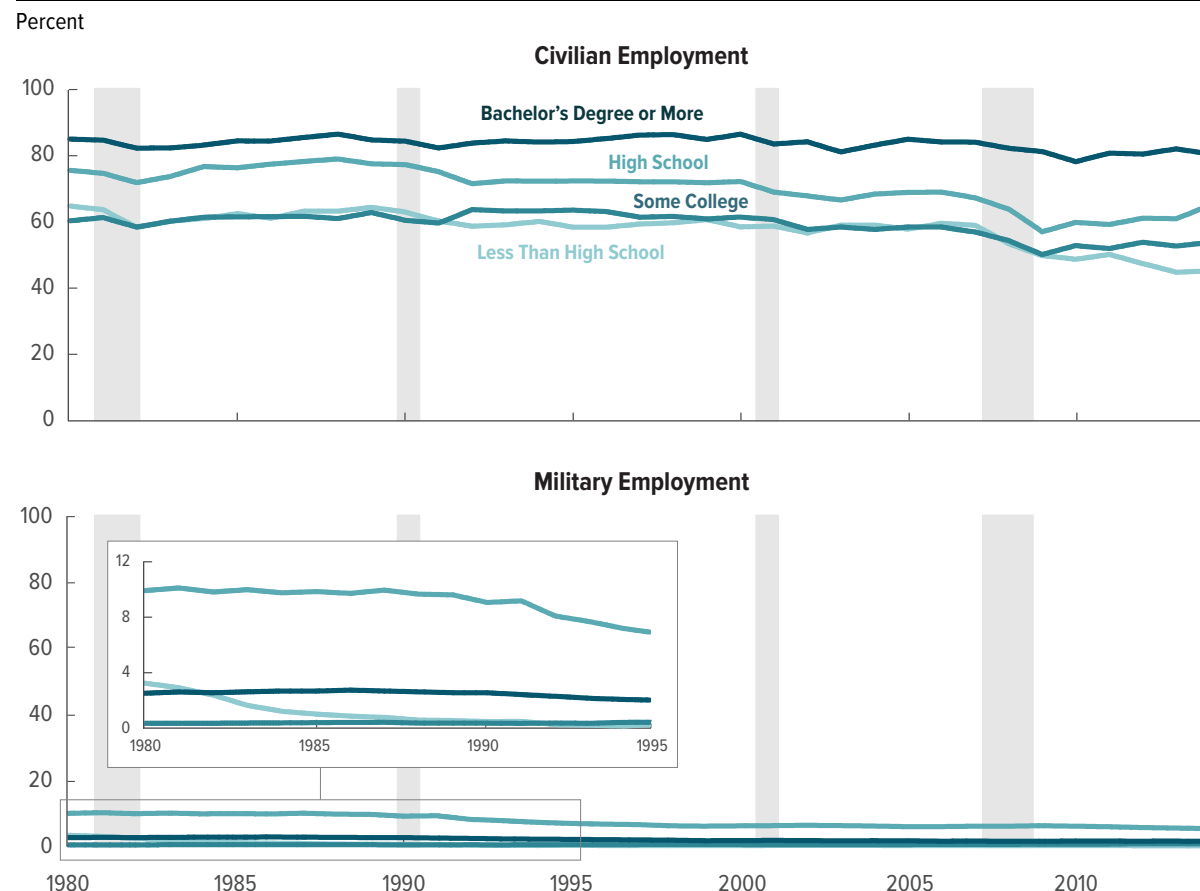 Percent
Civilian Employment
100
80
60
40
20
0
Bachelor’s Degree or More
High School
Some College
Less Than High School
Military Employment
100
80
60
40
20
0
12
8
4
0
1980 1985 1990 1995
1980 1985 1990 1995 2000 2005 2010